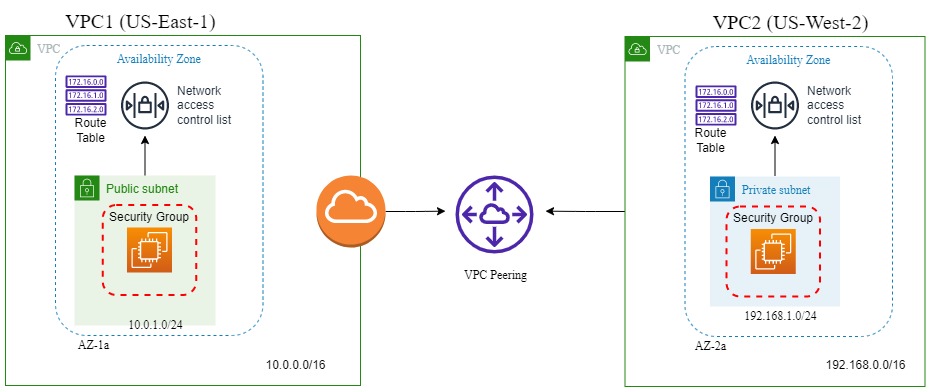 VPC1 (US-East-1)
VPC
Availability Zone
172.16.0.0
172.16.1.0
172.16.2.0
Route
Table
Network
access
control list
Public subnet
Security Group
10.0.1.0/24
AZ-1a
10.0.0.0/16
VPC Peering
VPC2 (US-West-2)
VPC
Availability Zone
172.16.0.0
172.16.1.0
172.16.2.0
Route
Table
Network
access
control list
Private subnet
Security Group
192.168.1.0/24
AZ-2a
192.168.0.0/16